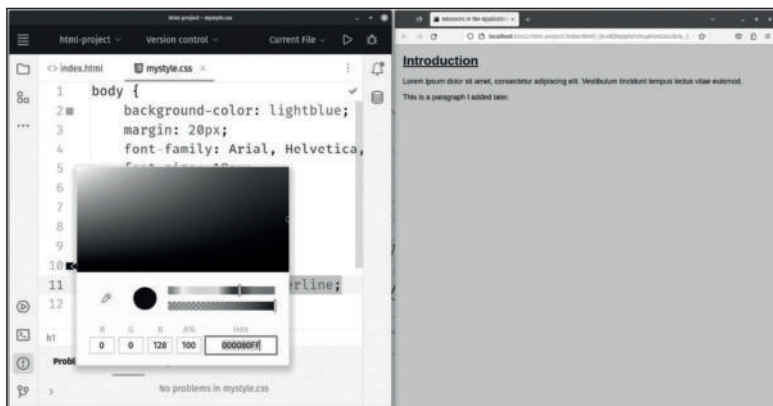 html-project – mystyle.css
html-project
Version control
Current File
index.html
mystyle.css
1 body {
2 background-color: lightblue;
3 margin: 20px;
4 font-family: Arial, Helvetica,
5
6
7
8
9
10
11 erline;
12
R G B A% Hex
0 0 128 100 000080FF
h1
Probl
No problems in mystyle.css
Introduction
Lorem ipsum dolor sit amet, consectetur adipiscing elit. Vestibulum tincidunt tempus lectus vitae euismod.
This is a paragraph I added later.